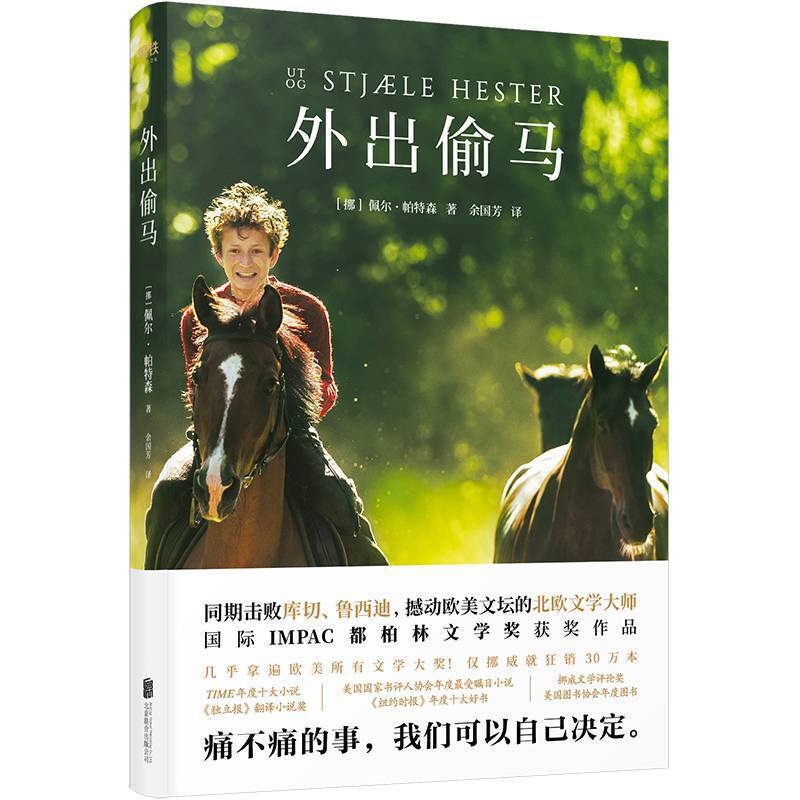 UT
OG STJÆLE HESTER
外出偷马
[挪] 佩尔·帕特森 著 余国芳 译
外出偷马
[挪] 佩尔·帕特森 著 余国芳 译
同期击败库切、鲁西迪，撼动欧美文坛的北欧文学大师
国际IMPAC都柏林文学奖获奖作品
几乎拿遍欧美所有文学大奖！仅挪威就狂销30万本
TIME年度十大小说
《独立报》翻译小说奖
美国国家书评人协会年度最受瞩目小说
《纽约时报》年度十大好书
挪威文学评论奖
美国图书协会年度图书
痛不痛的事，我们可以自己决定。
北京联合出版公司